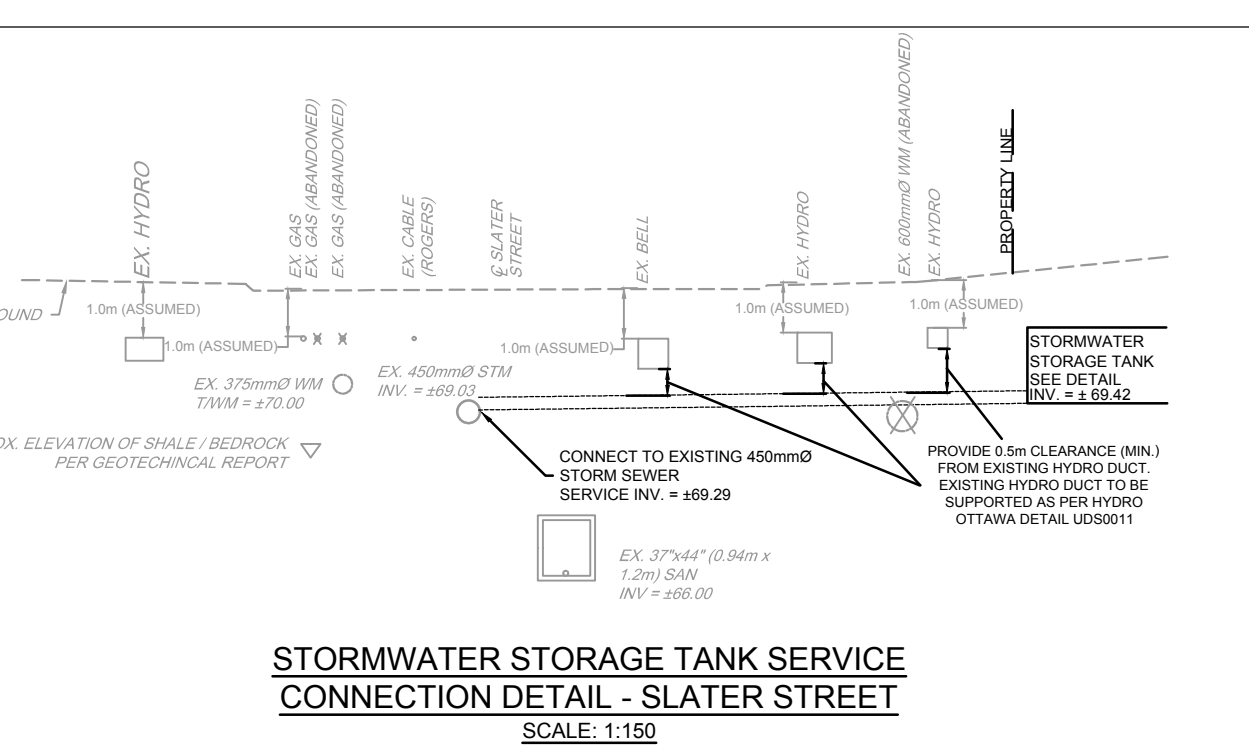 EX. HYDRO
EX. GAS
EX. GAS (ABANDONED)
EX. GAS (ABANDONED)
EX. CABLE
(ROGERS)
℄ SLATER
STREET
EX. BELL
EX. HYDRO
EX. 600mmØ WM (ABANDONED)
EX. HYDRO
PROPERTY LINE
1.0m (ASSUMED)
1.0m (ASSUMED)
1.0m (ASSUMED)
1.0m (ASSUMED)
1.0m (ASSUMED)
EX. 375mmØ WM
T/WM = ±70.00
EX. 450mmØ STM
INV. = ±69.03
STORMWATER
STORAGE TANK
SEE DETAIL
INV. = ± 69.42
ELEVATION OF SHALE / BEDROCK
PER GEOTECHINCAL REPORT
CONNECT TO EXISTING 450mmØ
STORM SEWER
SERVICE INV. = ±69.29
PROVIDE 0.5m CLEARANCE (MIN.)
FROM EXISTING HYDRO DUCT.
EXISTING HYDRO DUCT TO BE
SUPPORTED AS PER HYDRO
OTTAWA DETAIL UDS0011
EX. 37"x44" (0.94m x
1.2m) SAN
INV = ±66.00
STORMWATER STORAGE TANK SERVICE
CONNECTION DETAIL - SLATER STREET
SCALE: 1:150